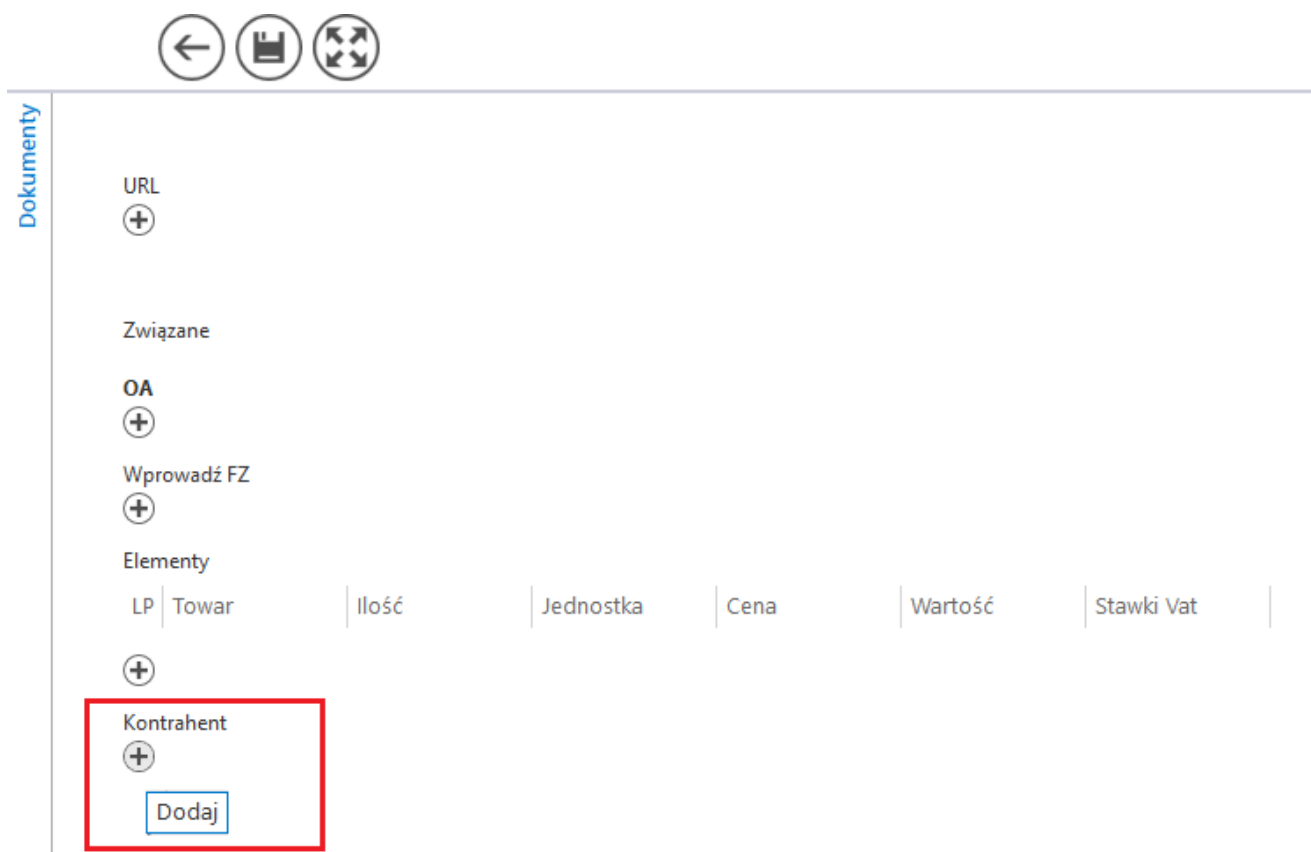 Dokumenty
URL
Związane
OA
Wprowadź FZ
Elementy
LP Towar Ilość Jednostka Cena Wartość Stawki Vat
Kontrahent
Dodaj